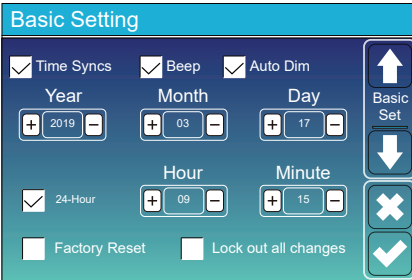 Basic Setting
Time Syncs Beep Auto Dim
Year Month Day
+ 2019 − + 03 − + 17 −
Basic
Set
Hour Minute
24-Hour + 09 − + 15 −
Factory Reset Lock out all changes